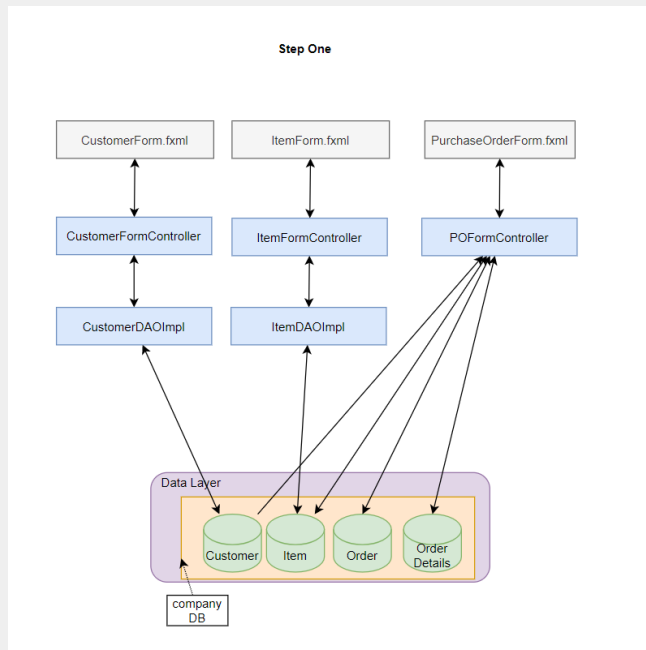 Step One
CustomerForm.fxml
ItemForm.fxml
PurchaseOrderForm.fxml
CustomerFormController
ItemFormController
POFormController
CustomerDAOImpl
ItemDAOImpl
Data Layer
Customer
Item
Order
Order
Details
company
DB